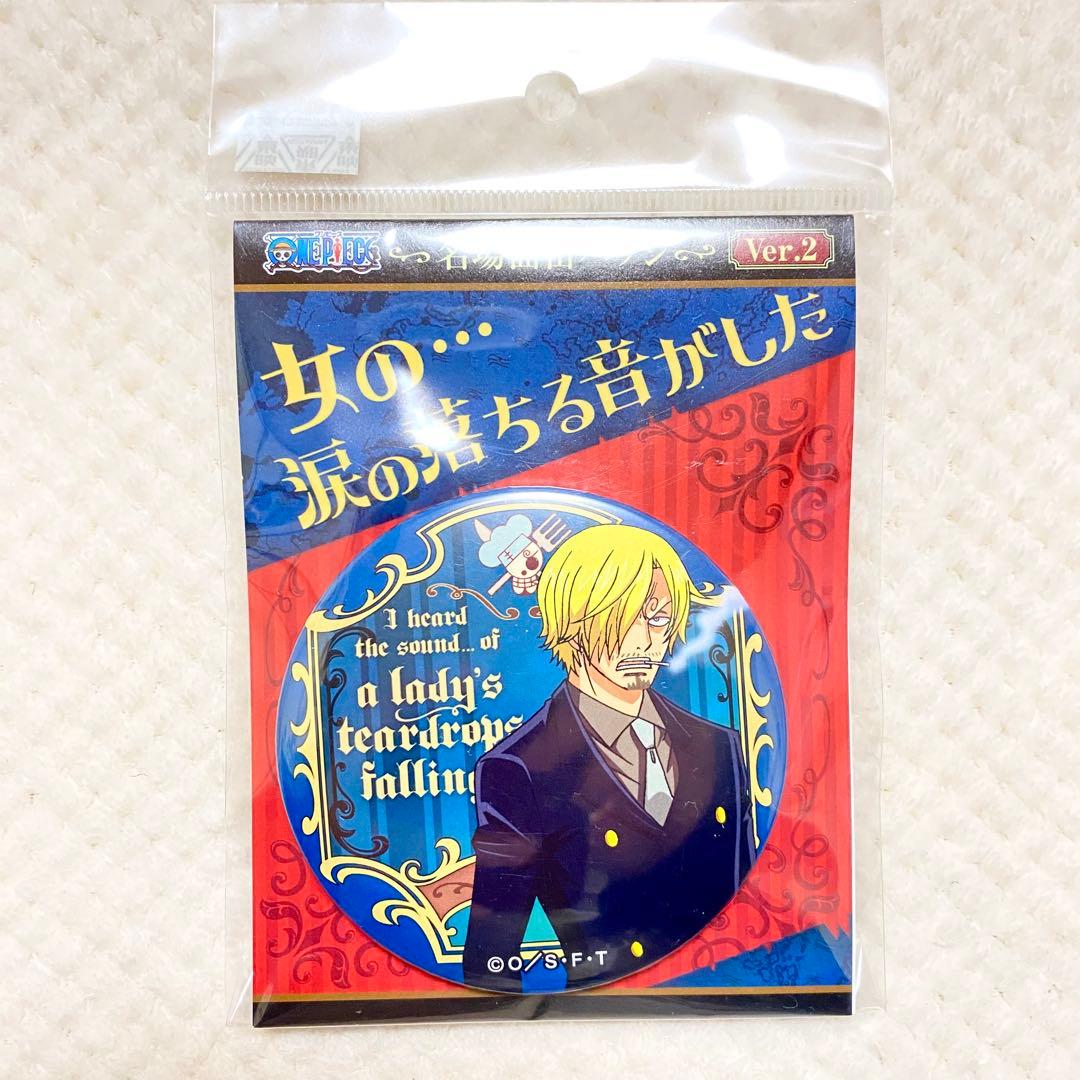 ONE PIECE
名場面缶バッジ
Ver.2
女の…
涙の落ちる音がした
I heard
the sound... of
a lady's
teardrops
falling
©O/S・F・T